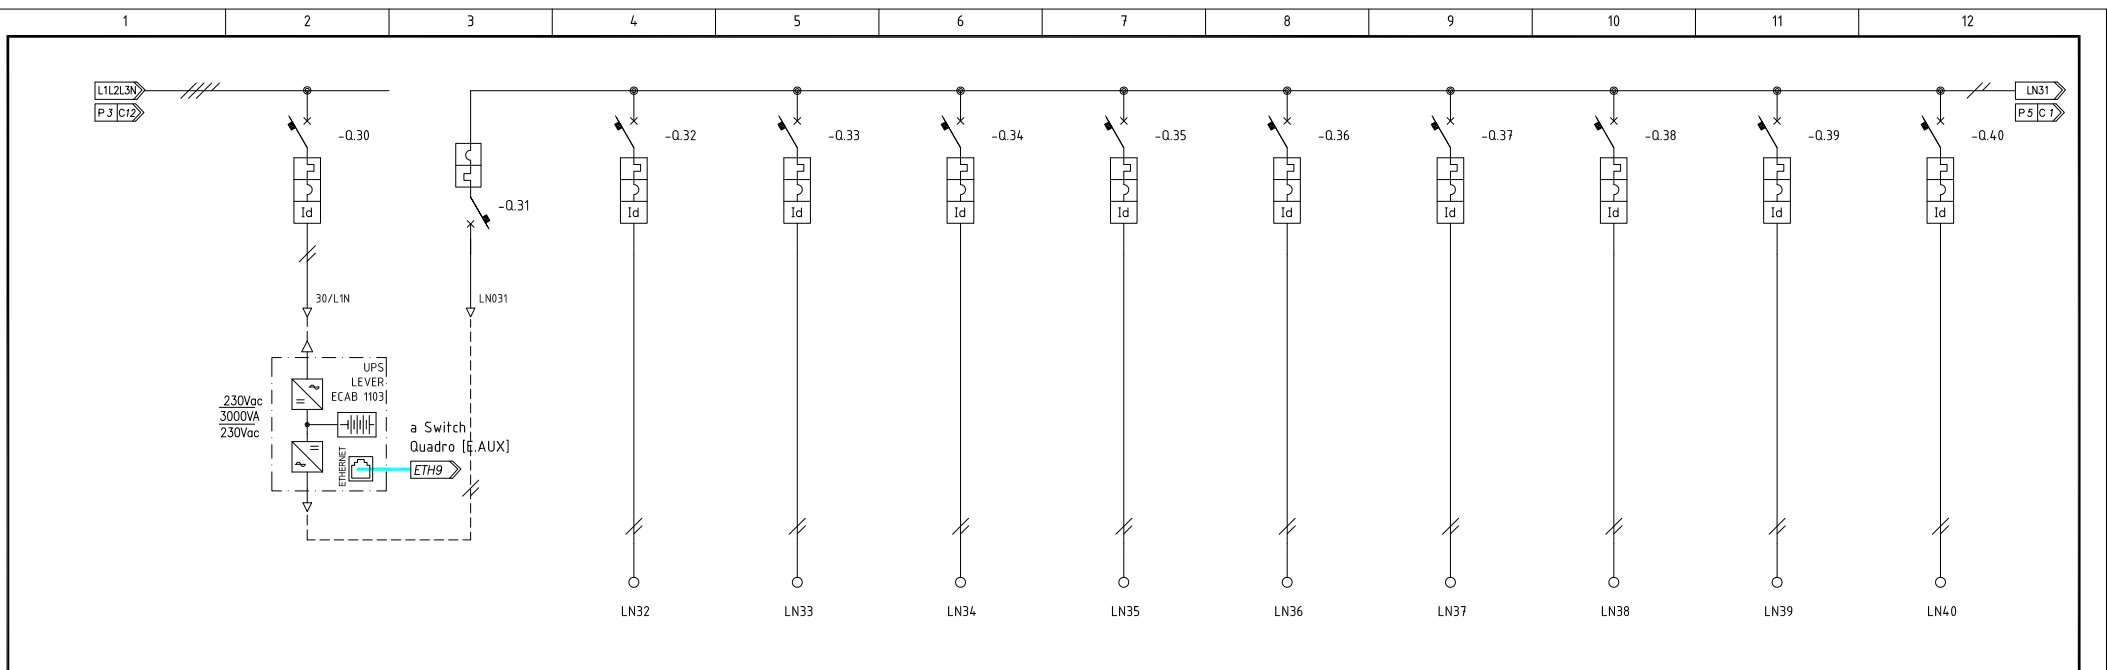 1 2 3 4 5 6 7 8 9 10 11 12
L1L2L3N LN31
P 3 C12 P 5 C 1
-Q.30 -Q.32 -Q.33 -Q.34 -Q.35 -Q.36 -Q.37 -Q.38 -Q.39 -Q.40
-Q.31
Id Id Id Id Id Id Id Id Id Id
30/L1N LN031
UPS
LEVER
ECAB 1103
230Vac
3000VA
230Vac
a Switch
Quadro [E.AUX]
ETHERNET
ETH9
LN32 LN33 LN34 LN35 LN36 LN37 LN38 LN39 LN40